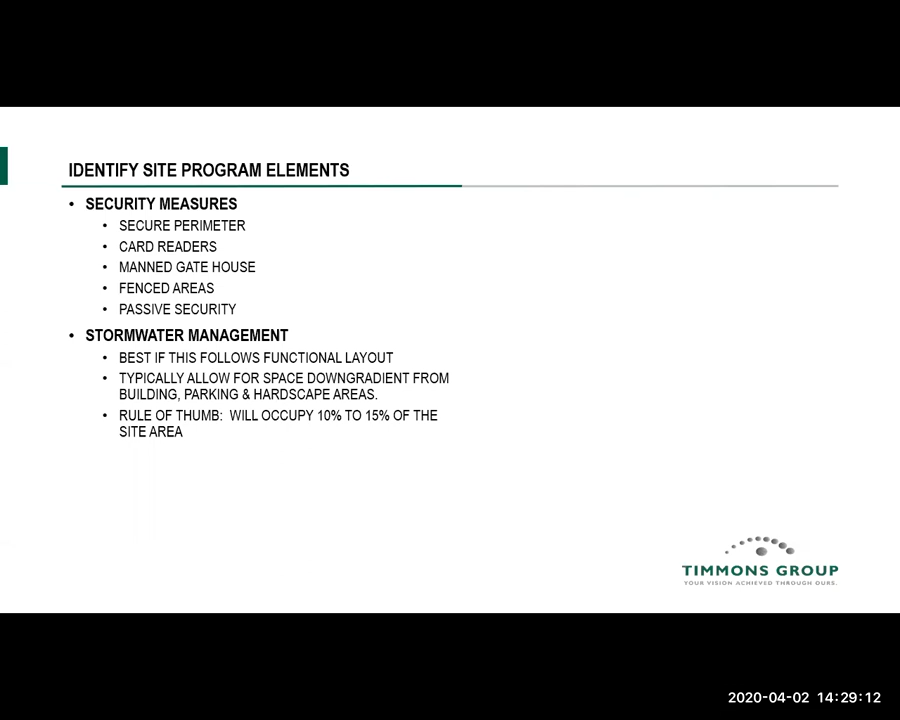 IDENTIFY SITE PROGRAM ELEMENTS
• SECURITY MEASURES
• SECURE PERIMETER
• CARD READERS
• MANNED GATE HOUSE
• FENCED AREAS
• PASSIVE SECURITY
• STORMWATER MANAGEMENT
• BEST IF THIS FOLLOWS FUNCTIONAL LAYOUT
• TYPICALLY ALLOW FOR SPACE DOWNGRADIENT FROM
BUILDING, PARKING & HARDSCAPE AREAS.
• RULE OF THUMB:  WILL OCCUPY 10% TO 15% OF THE
SITE AREA
TIMMONS GROUP
YOUR VISION ACHIEVED THROUGH OURS.
2020-04-02 14:29:12